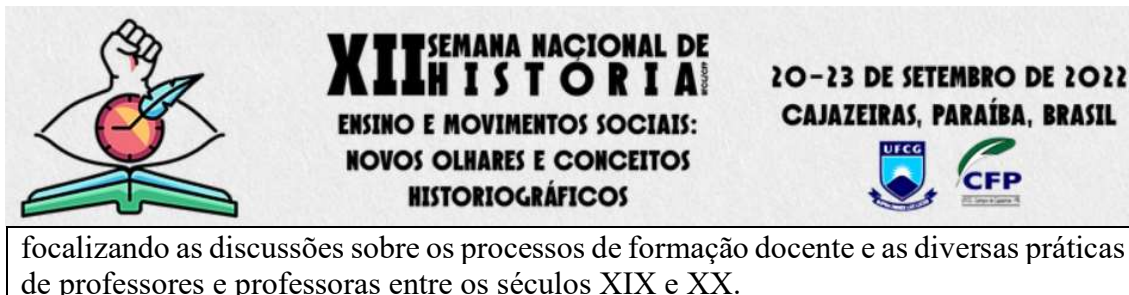 XII SEMANA NACIONAL DE
HISTÓRIA
ENSINO E MOVIMENTOS SOCIAIS:
NOVOS OLHARES E CONCEITOS
HISTORIOGRÁFICOS
20-23 DE SETEMBRO DE 2022
CAJAZEIRAS, PARAÍBA, BRASIL
UFCG
CFP
focalizando as discussões sobre os processos de formação docente e as diversas práticas
de professores e professoras entre os séculos XIX e XX.